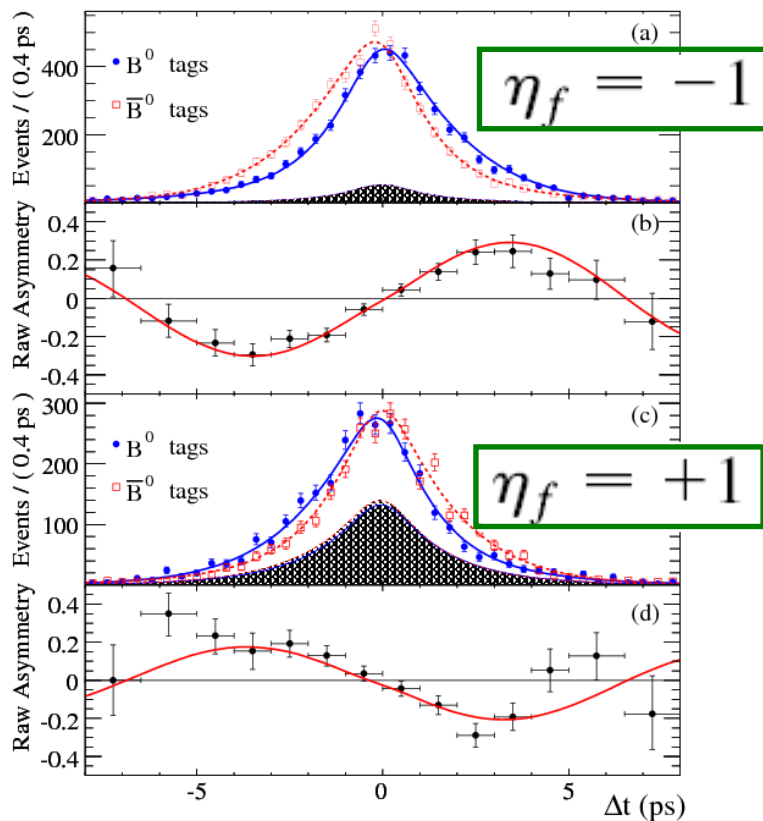 (a)
B⁰ tags
B̅⁰ tags
η_f = −1
Events / ( 0.4 ps )
400
200
(b)
Raw Asymmetry
0.4
0.2
0
-0.2
-0.4
(c)
B⁰ tags
B̅⁰ tags
η_f = +1
Events / ( 0.4 ps )
300
200
100
(d)
Raw Asymmetry
0.4
0.2
0
-0.2
-0.4
-5 0 5
Δt (ps)